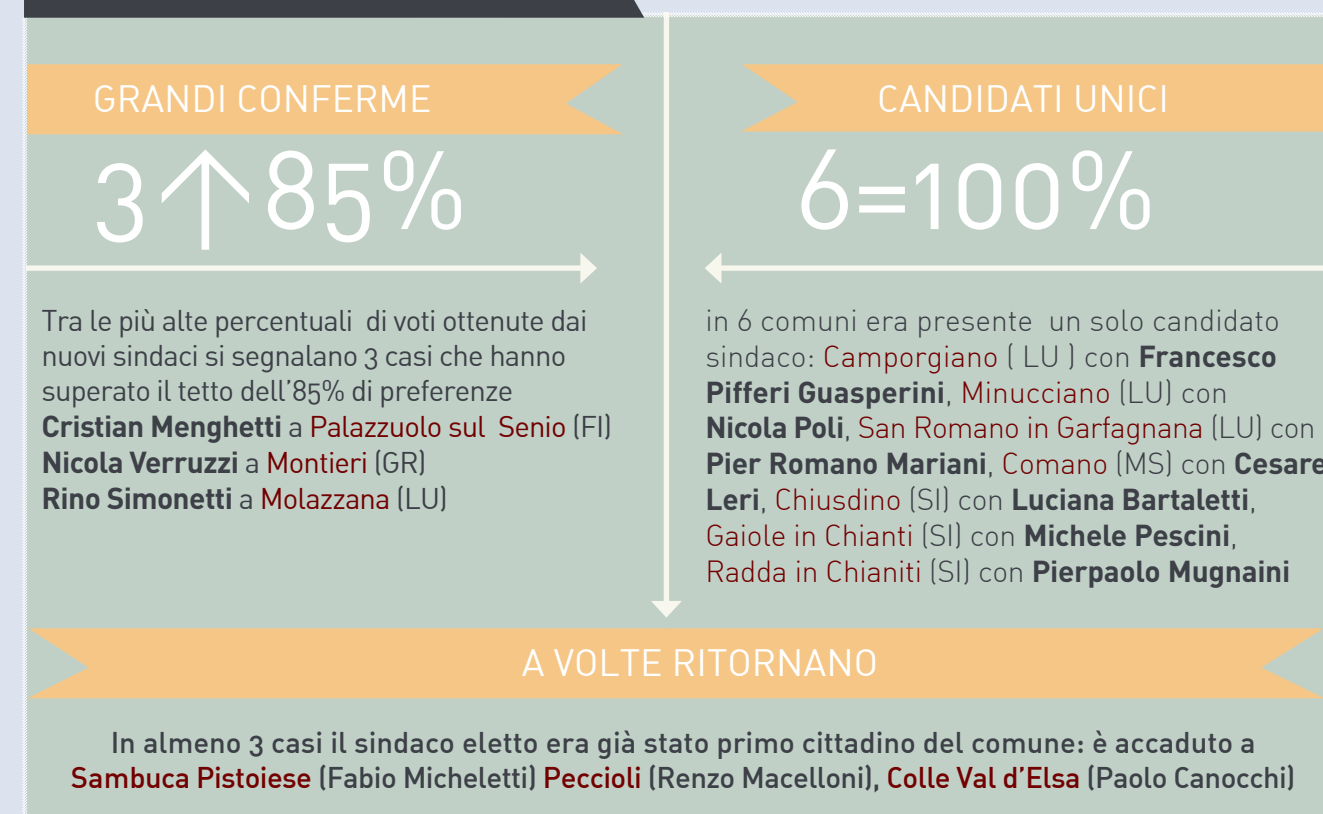 GRANDI CONFERME
3↑85%
Tra le più alte percentuali di voti ottenute dai
nuovi sindaci si segnalano 3 casi che hanno
superato il tetto dell'85% di preferenze
Cristian Menghetti a Palazzuolo sul Senio (FI)
Nicola Verruzzi a Montieri (GR)
Rino Simonetti a Molazzana (LU)
CANDIDATI UNICI
6=100%
in 6 comuni era presente un solo candidato
sindaco: Camporgiano ( LU ) con Francesco
Pifferi Guasperini, Minucciano (LU) con
Nicola Poli, San Romano in Garfagnana (LU) con
Pier Romano Mariani, Comano (MS) con Cesare
Leri, Chiusdino (SI) con Luciana Bartaletti,
Gaiole in Chianti (SI) con Michele Pescini,
Radda in Chianiti (SI) con Pierpaolo Mugnaini
A VOLTE RITORNANO
In almeno 3 casi il sindaco eletto era già stato primo cittadino del comune: è accaduto a
Sambuca Pistoiese (Fabio Micheletti) Peccioli (Renzo Macelloni), Colle Val d'Elsa (Paolo Canocchi)